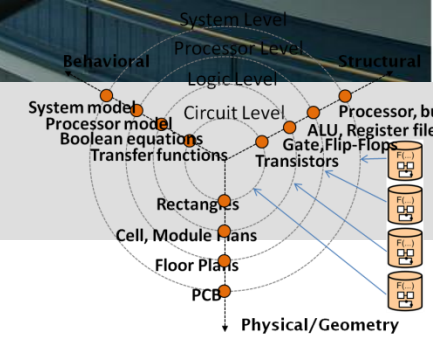 System Level
Processor Level
Behavioral
Structural
Logic Level
System model
Circuit Level
Processor, bu
Processor model
ALU, Register file
Boolean equations
Gate,Flip-Flops
Transfer functions
Transistors
F(...)
F(...)
Rectangles
Cell, Module Plans
F(...)
Floor Plans
F(...)
PCB
Physical/Geometry